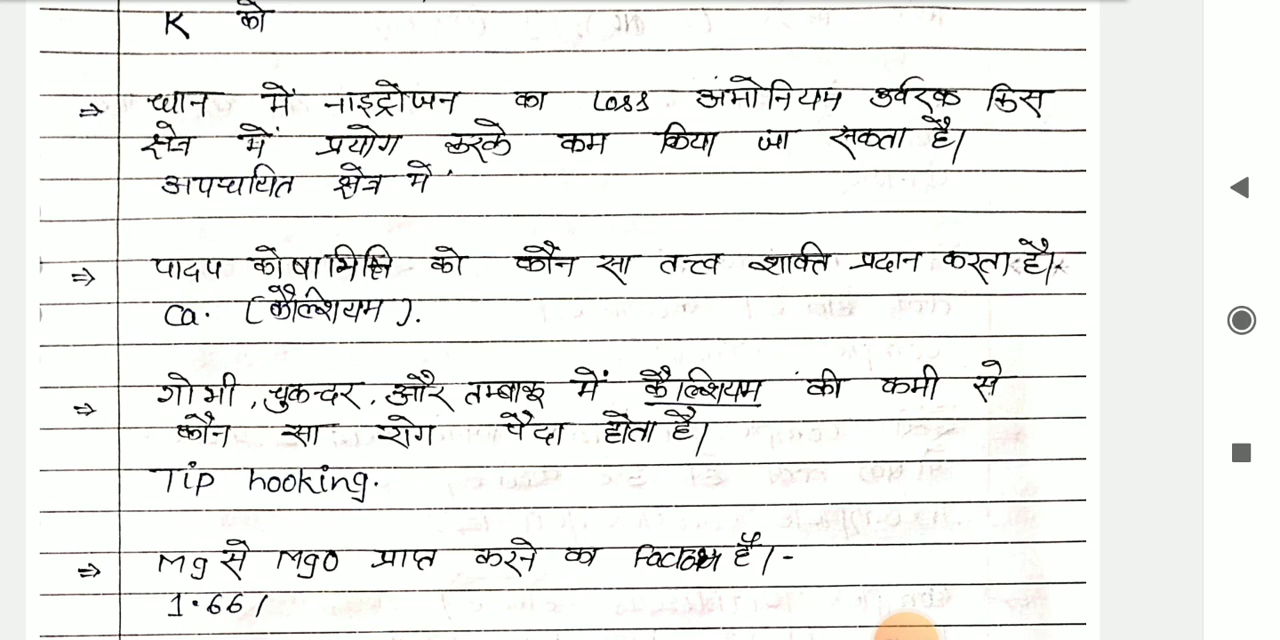 K को
⇒ धान में नाइट्रोजन का Loss अमोनियम उर्वरक किस
क्षेत्र में प्रयोग करके कम किया जा सकता है।
अपचयित क्षेत्र में
⇒ पादप कोषाभित्ति को कौन सा तत्त्व शक्ति प्रदान करता है।
Ca. (कैल्शियम).
⇒ गोभी, चुकन्दर, और तम्बाकू में कैल्शियम की कमी से
कौन सा रोग पैदा होता है।
Tip hooking.
⇒ Mg से MgO प्राप्त करने का Factor है।-
1.66।